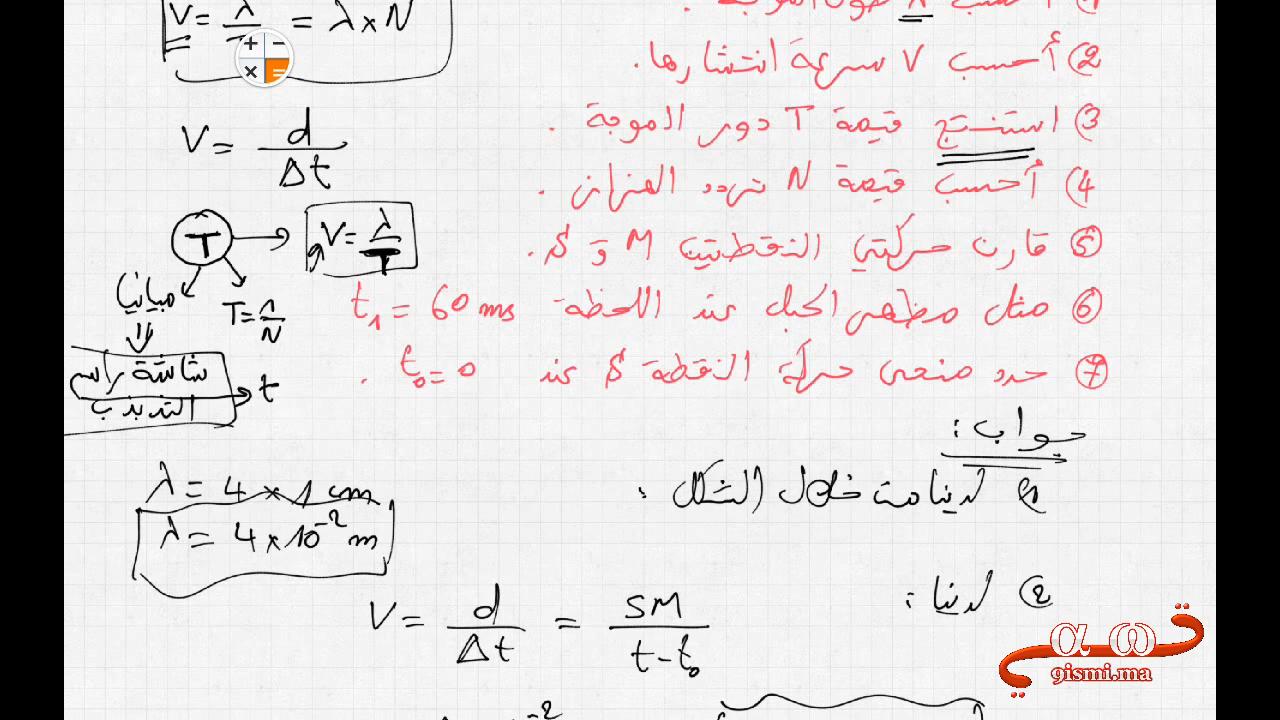 ② أحسب V سرعة انتشارها.
③ استنتج قيمة T دور الموجة.
④ أحسب قيمة N تردد الهزاز.
⑤ قارن حركتي النقطتين M و S.
⑥ مثل مظهر الحبل عند اللحظة t₁ = 60 ms
⑦ حدد منحى حركة النقطة S عند t₀ = 0.
V = λ/T = λ × N
+ − × =
V = d/Δt
T
V = λ/T
مبيانيا
T = 1/N
شاشة راسم
التذبذب
t
جواب:
① لدينا من خلال الشكل:
λ = 4 × 1 cm
λ = 4 × 10⁻² m
② لدينا:
V = d/Δt = SM/(t − t₀)
gismi.ma